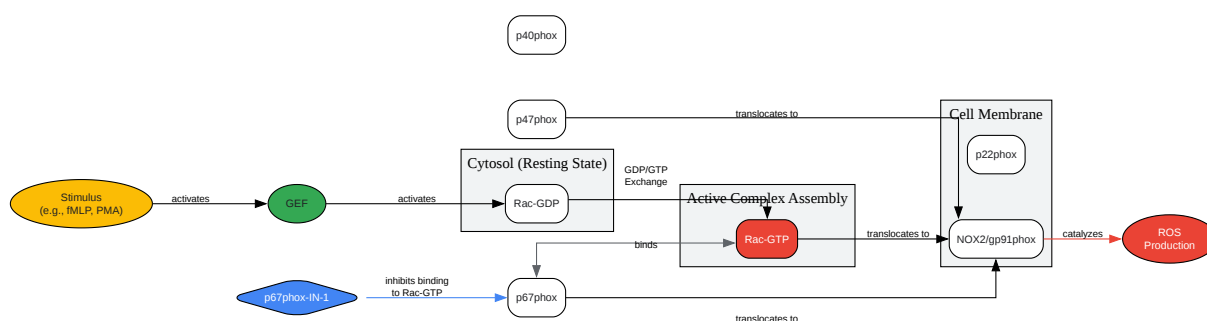 p40phox
p47phox
translocates to
Cell Membrane
p22phox
Cytosol (Resting State)
GDP/GTP
Exchange
Stimulus
(e.g., fMLP, PMA)
activates
GEF
activates
Rac-GDP
Active Complex Assembly
Rac-GTP
translocates to
NOX2/gp91phox
catalyzes
ROS
Production
binds
p67phox-IN-1
inhibits binding
to Rac-GTP
p67phox
translocates to